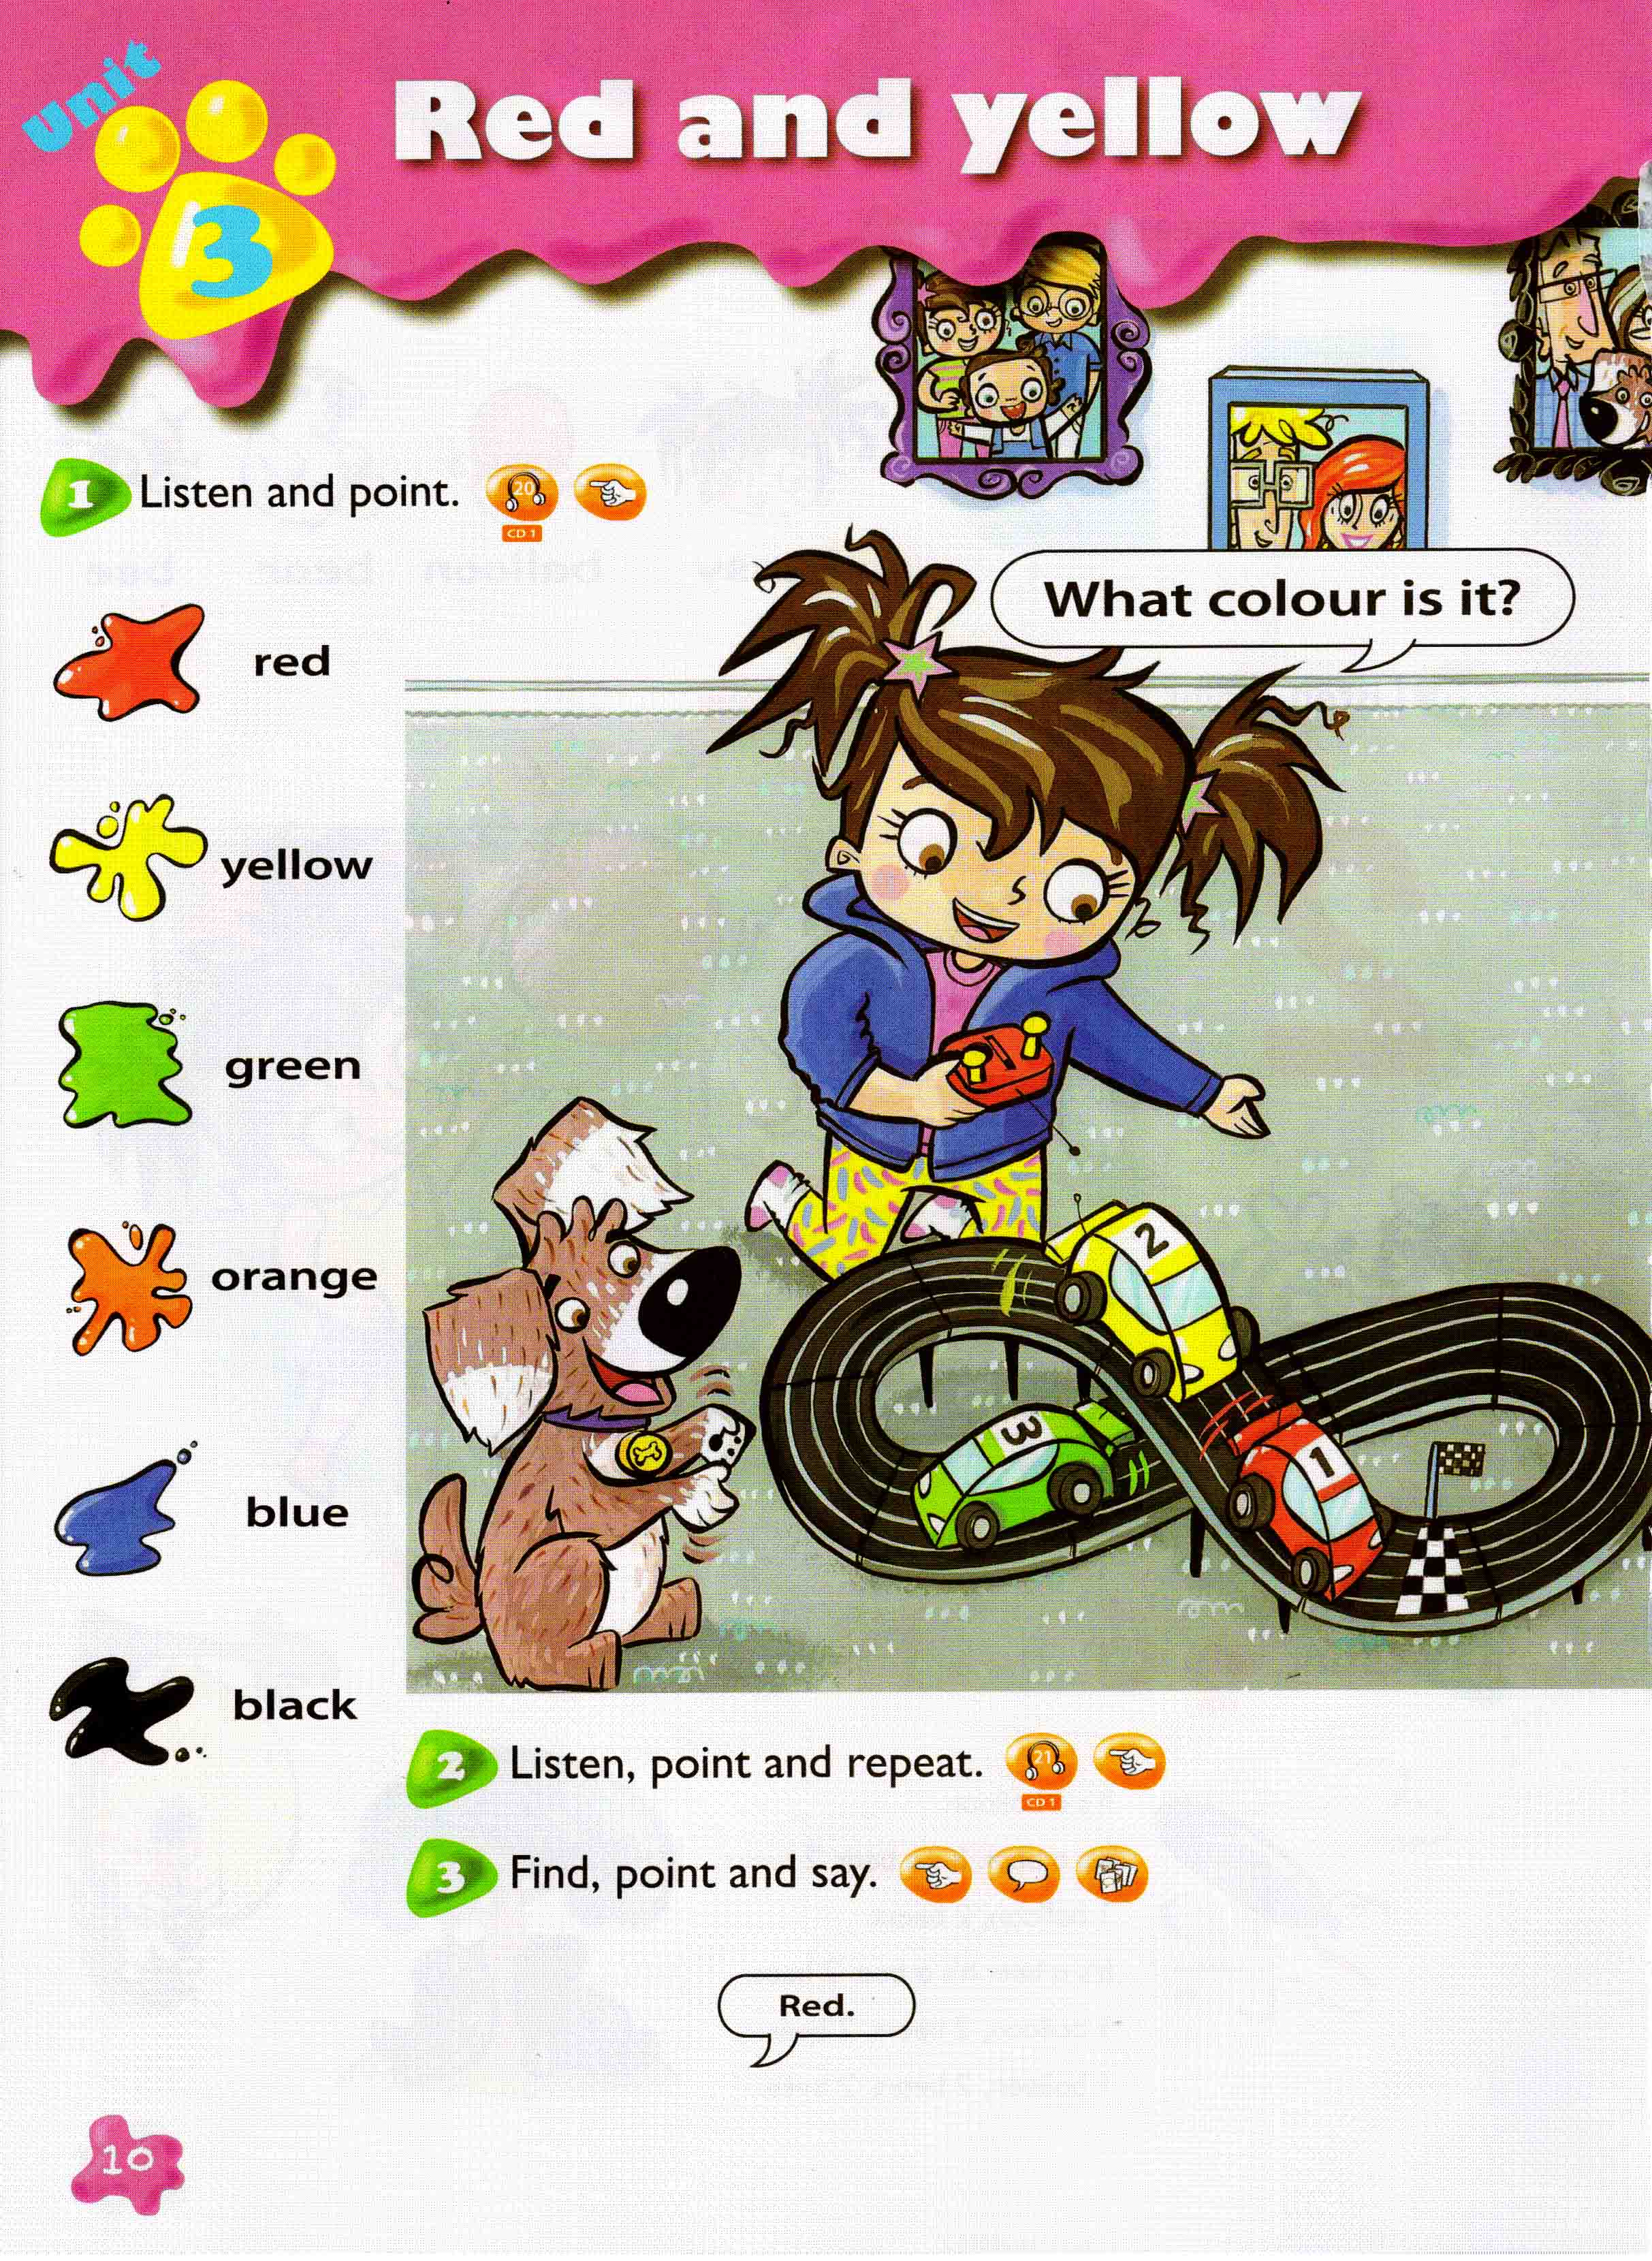 Unit
3
Red and yellow
1 Listen and point.
20
CD 1
red
yellow
green
orange
blue
black
What colour is it?
2
3
1
2 Listen, point and repeat.
21
CD 1
3 Find, point and say.
Red.
10